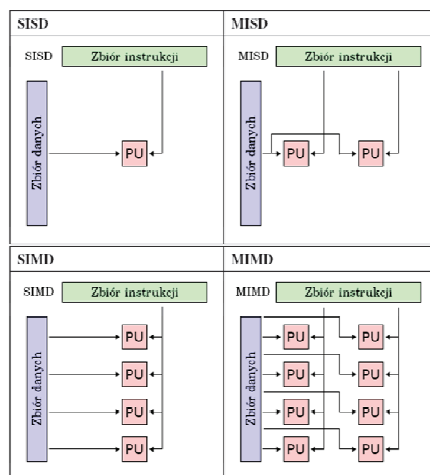 SISD
MISD
SISD Zbiór instrukcji
MISD Zbiór instrukcji
Zbiór danych
PU
Zbiór danych
PU PU
SIMD
MIMD
SIMD Zbiór instrukcji
MIMD Zbiór instrukcji
Zbiór danych
PU
PU
PU
PU
Zbiór danych
PU PU
PU PU
PU PU
PU PU